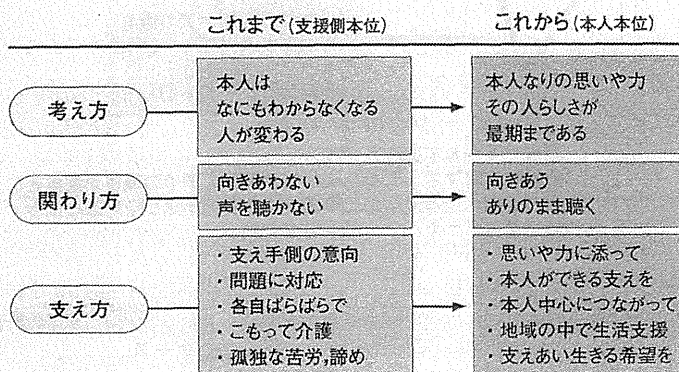 これまで(支援側本位) これから(本人本位)
考え方
本人は
なにもわからなくなる
人が変わる
本人なりの思いや力
その人らしさが
最期まである
関わり方
向きあわない
声を聴かない
向きあう
ありのまま聴く
支え方
・支え手側の意向
・問題に対応
・各自ばらばらで
・こもって介護
・孤独な苦労,諦め
・思いや力に添って
・本人ができる支えを
・本人中心につながって
・地域の中で生活支援
・支えあい生きる希望を